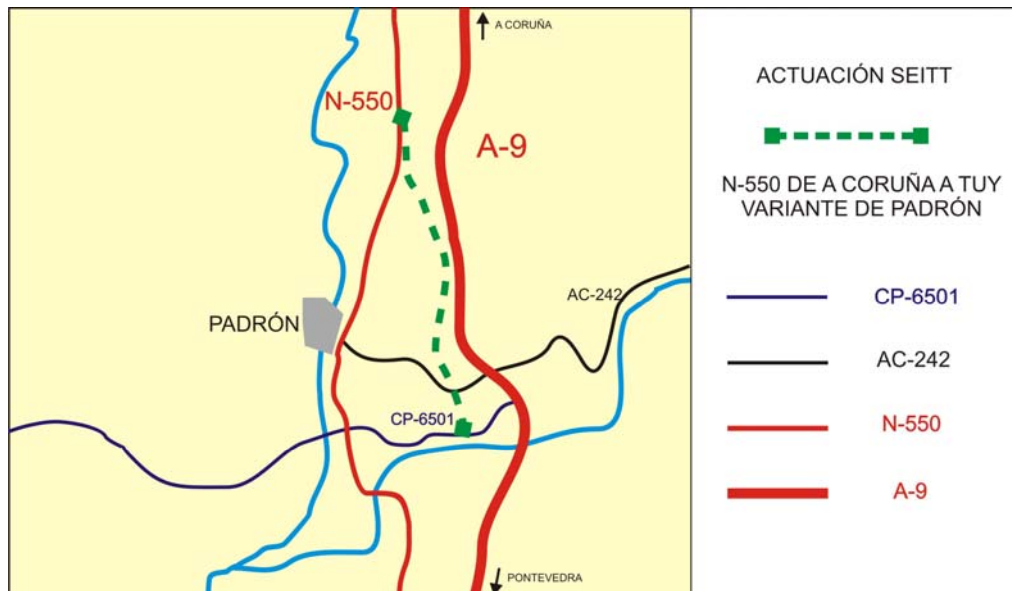 A CORUÑA
N-550
A-9
AC-242
PADRÓN
CP-6501
PONTEVEDRA
ACTUACIÓN SEITT
N-550 DE A CORUÑA A TUY
VARIANTE DE PADRÓN
CP-6501
AC-242
N-550
A-9